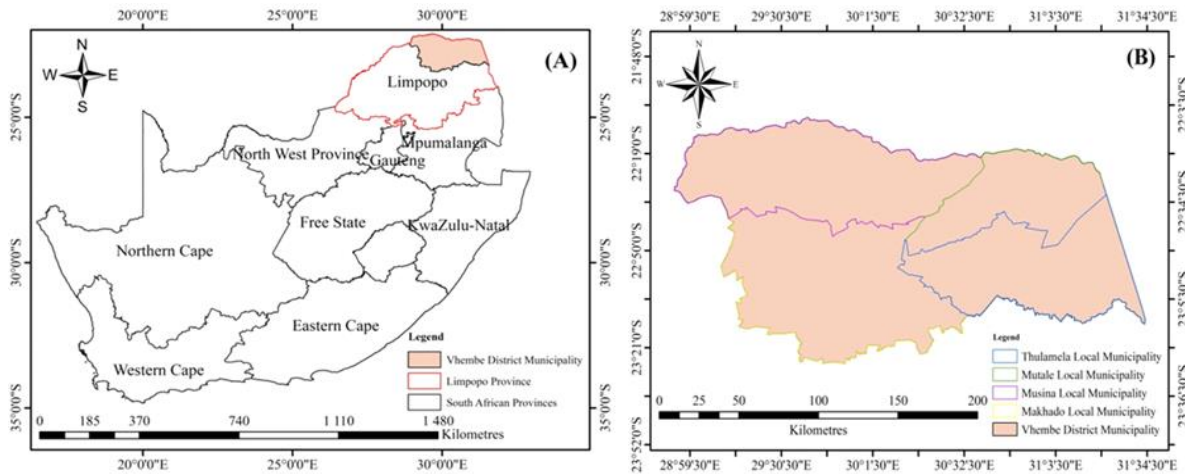 20°0'0"E 25°0'0"E 30°0'0"E
N
W E
S
(A)
Limpopo
25°0'0"S
25°0'0"S
Mpumalanga
North West Province
Gauteng
Free State
KwaZulu-Natal
Northern Cape
30°0'0"S
30°0'0"S
Eastern Cape
Western Cape
35°0'0"S
35°0'0"S
Legend
Vhembe District Municipality
Limpopo Province
South African Provinces
0 185 370 740 1 110 1 480
Kilometres
20°0'0"E 25°0'0"E 30°0'0"E
28°59'30"E 29°30'30"E 30°1'30"E 30°32'30"E 31°3'30"E 31°34'30"E
N
W E
S
(B)
21°48'0"S
22°19'0"S
22°50'0"S
23°21'0"S
23°52'0"S
Legend
Thulamela Local Municipality
Mutale Local Municipality
Musina Local Municipality
Makhado Local Municipality
Vhembe District Municipality
0 25 50 100 150 200
Kilometres
28°59'30"E 29°30'30"E 30°1'30"E 30°32'30"E 31°3'30"E 31°34'30"E